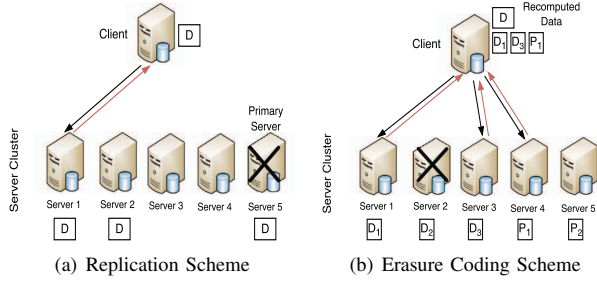 Client
D
Primary
Server
Server Cluster
Server 1
Server 2
Server 3
Server 4
Server 5
D
D
D
(a) Replication Scheme
Recomputed
Data
D
Client
D1 D3 P1
Server Cluster
Server 1
Server 2
Server 3
Server 4
Server 5
D1
D2
D3
P1
P2
(b) Erasure Coding Scheme